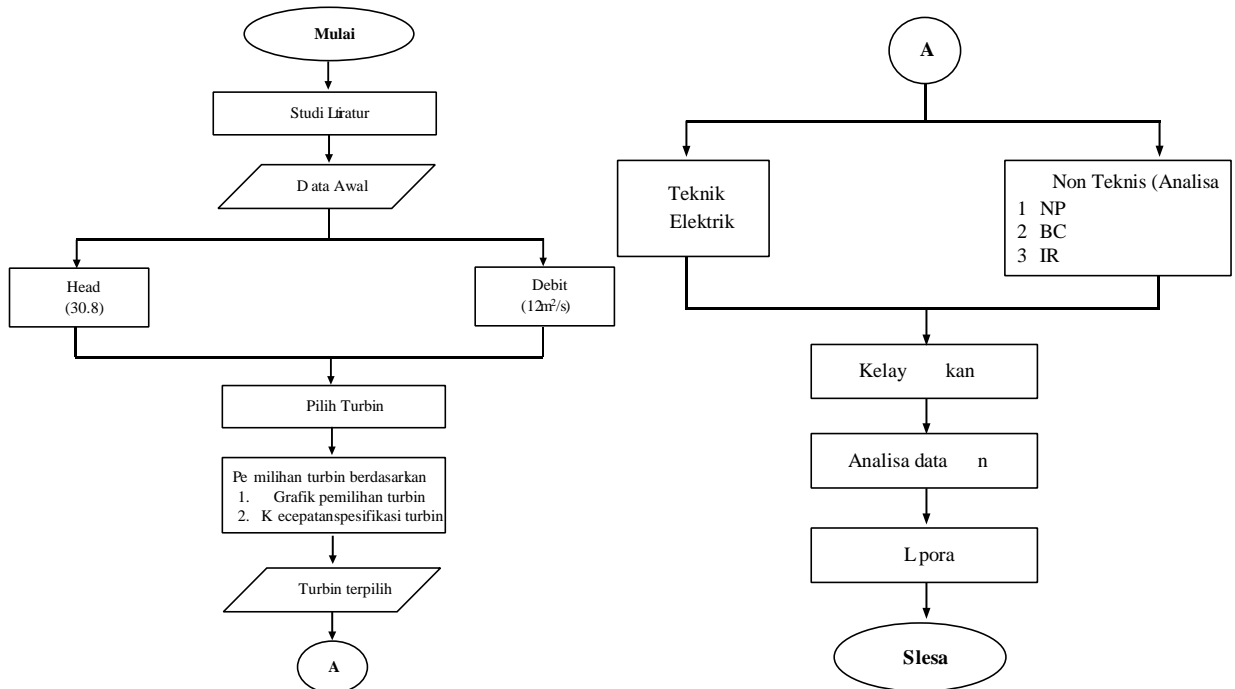 Mulai
Studi Ltiratur
D ata Awal
Head
(30.8)
Debit
(12m²/s)
Pilih Turbin
Pe milihan turbin berdasarkan
1. Grafik pemilihan turbin
2. K ecepatanspesifikasi turbin
Turbin terpilih
A
A
Teknik
Elektrik
Non Teknis (Analisa
1 NP
2 BC
3 IR
Kelay kan
Analisa data n
L pora
Slesa